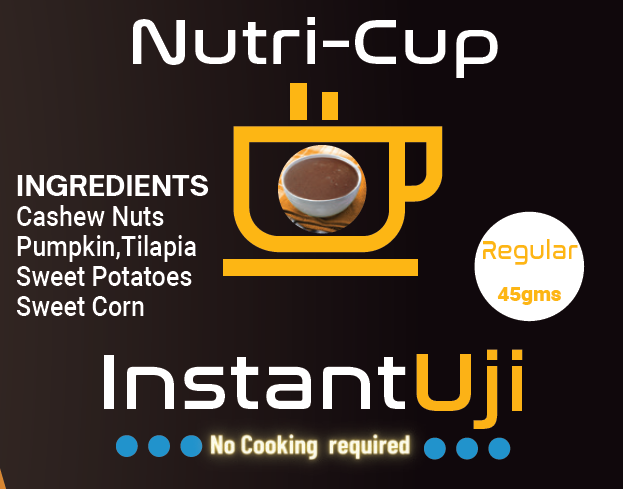 Nutri-Cup
INGREDIENTS
Cashew Nuts
Pumpkin,Tilapia
Sweet Potatoes
Sweet Corn
Regular
45gms
InstantUji
No Cooking required